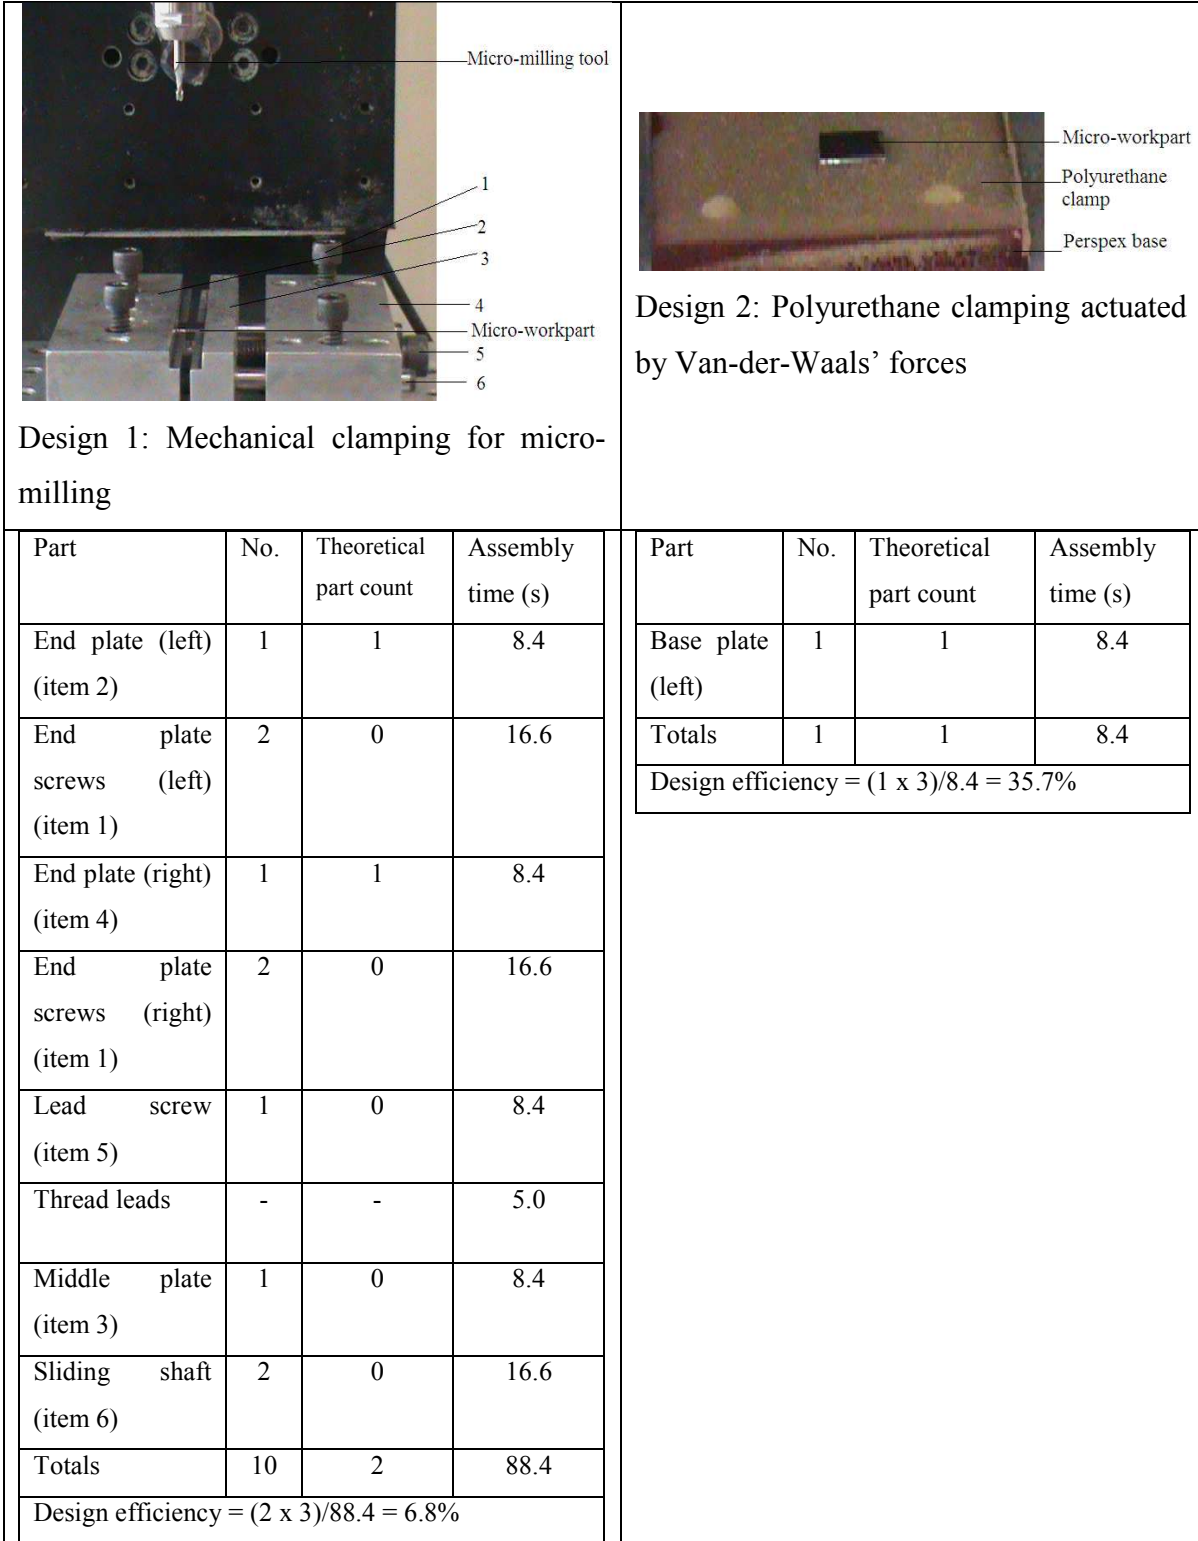 Micro-milling tool
1
2
3
4
Micro-workpart
5
6
Design 1: Mechanical clamping for micro-
milling
Micro-workpart
Polyurethane
clamp
Perspex base
Design 2: Polyurethane clamping actuated
by Van-der-Waals’ forces
Part No. Theoretical Assembly
part count time (s)
End plate (left) 1 1 8.4
(item 2)
End plate 2 0 16.6
screws (left)
(item 1)
End plate (right) 1 1 8.4
(item 4)
End plate 2 0 16.6
screws (right)
(item 1)
Lead screw 1 0 8.4
(item 5)
Thread leads - - 5.0
Middle plate 1 0 8.4
(item 3)
Sliding shaft 2 0 16.6
(item 6)
Totals 10 2 88.4
Design efficiency = (2 x 3)/88.4 = 6.8%
Part No. Theoretical Assembly
part count time (s)
Base plate 1 1 8.4
(left)
Totals 1 1 8.4
Design efficiency = (1 x 3)/8.4 = 35.7%